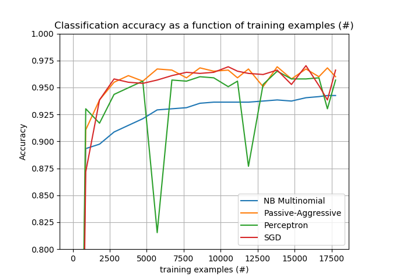 Classification accuracy as a function of training examples (#)
1.000
0.975
0.950
0.925
0.900
0.875
0.850
0.825
0.800
Accuracy
NB Multinomial
Passive-Aggressive
Perceptron
SGD
0 2500 5000 7500 10000 12500 15000 17500
training examples (#)